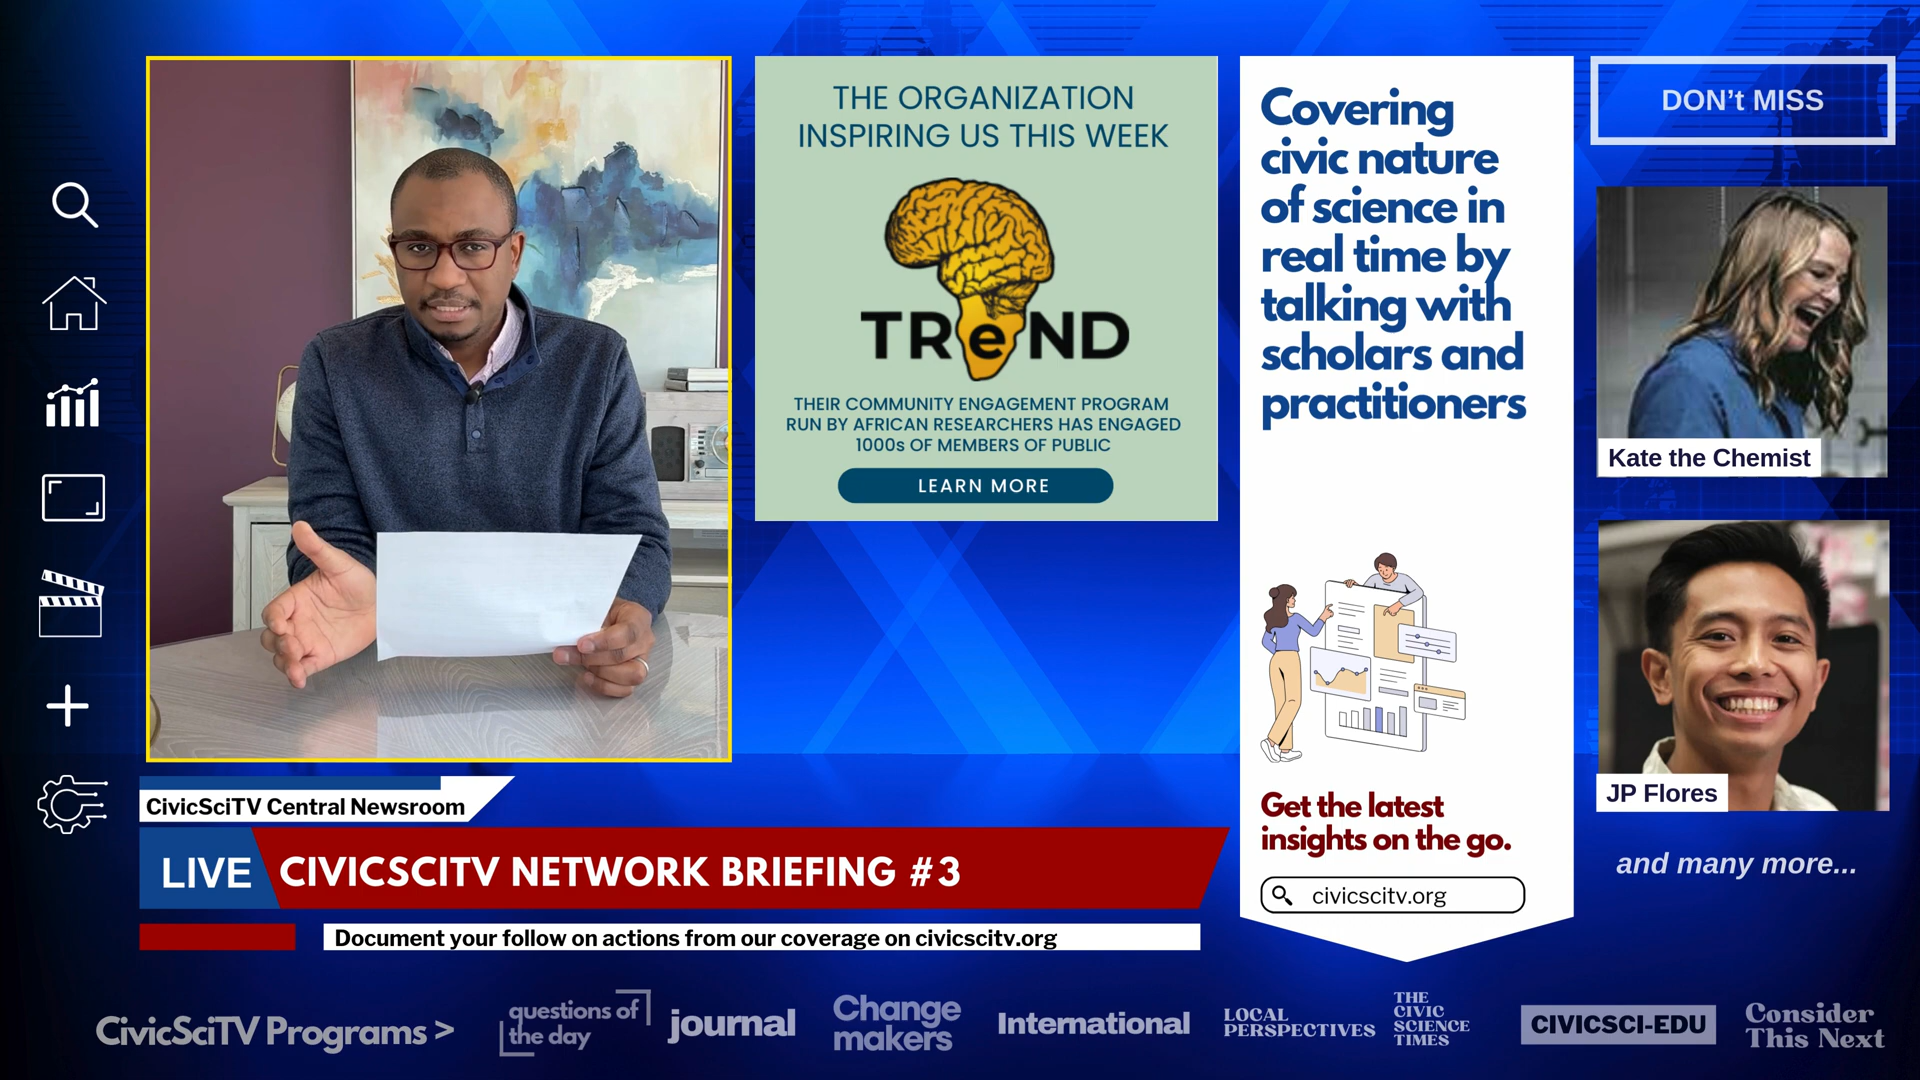 THE ORGANIZATION
INSPIRING US THIS WEEK
TReND
THEIR COMMUNITY ENGAGEMENT PROGRAM
RUN BY AFRICAN RESEARCHERS HAS ENGAGED
1000s OF MEMBERS OF PUBLIC
LEARN MORE
Covering
civic nature
of science in
real time by
talking with
scholars and
practitioners
Get the latest
insights on the go.
civicscitv.org
DON't MISS
Kate the Chemist
JP Flores
and many more...
CivicSciTV Central Newsroom
LIVE
CIVICSCITV NETWORK BRIEFING #3
Document your follow on actions from our coverage on civicscitv.org
CivicSciTV Programs >
questions of
the day
journal
Change
makers
International
LOCAL
PERSPECTIVES
THE
CIVIC
SCIENCE
TIMES
CIVICSCI-EDU
Consider
This Next